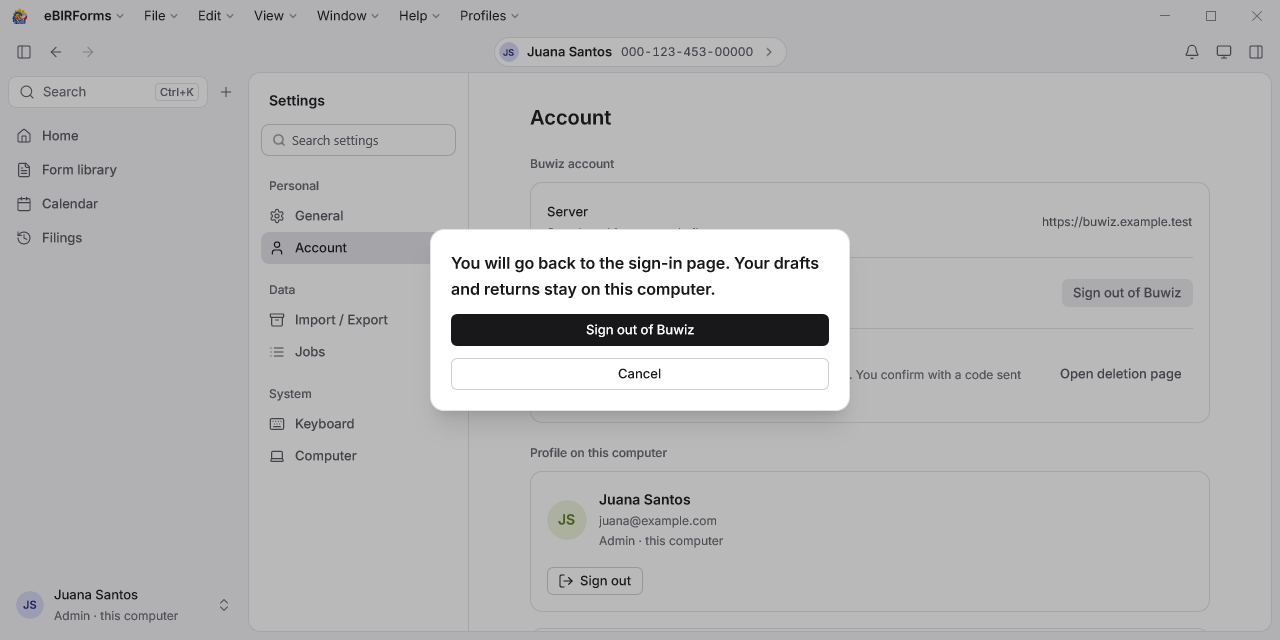 eBIRForms
File
Edit
View
Window
Help
Profiles
JS Juana Santos 000-123-453-00000
Search Ctrl+K
Home
Form library
Calendar
Filings
JS
Juana Santos
Admin · this computer
Settings
Search settings
Personal
General
Account
Data
Import / Export
Jobs
System
Keyboard
Computer
Account
Buwiz account
Server
https://buwiz.example.test
Sign out of Buwiz
. You confirm with a code sent
Open deletion page
You will go back to the sign-in page. Your drafts
and returns stay on this computer.
Sign out of Buwiz
Cancel
Profile on this computer
JS
Juana Santos
juana@example.com
Admin · this computer
Sign out